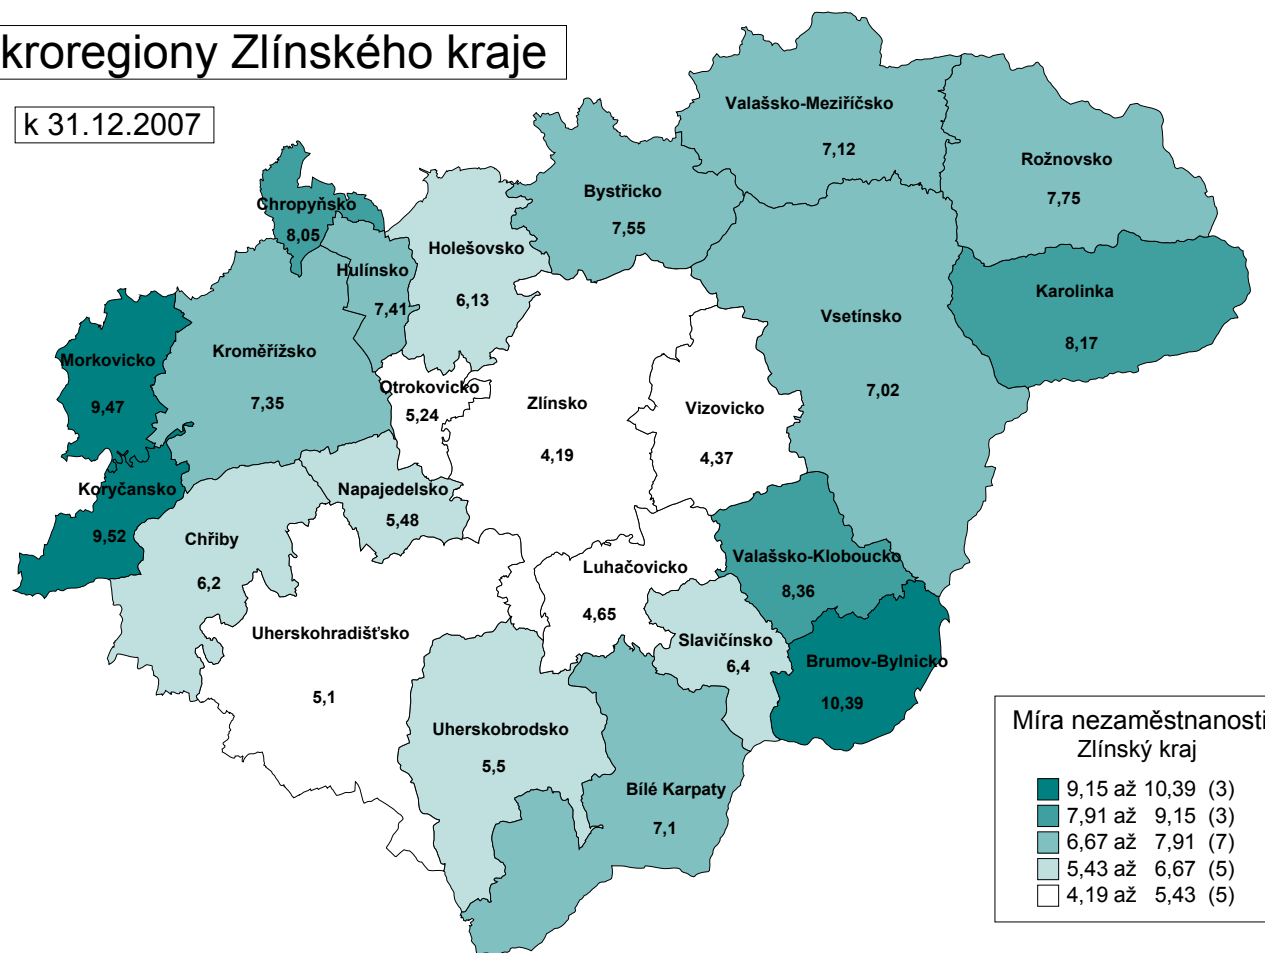 kroregiony Zlínského kraje
k 31.12.2007
Valašsko-Meziříčsko
7,12
Rožnovsko
7,75
Bystřicko
7,55
Chropyňsko
8,05
Holešovsko
6,13
Hulínsko
7,41
Karolinka
8,17
Vsetínsko
7,02
Morkovicko
9,47
Kroměřížsko
7,35
Otrokovicko
5,24
Zlínsko
4,19
Vizovicko
4,37
Koryčansko
9,52
Napajedelsko
5,48
Chřiby
6,2
Luhačovicko
4,65
Valašsko-Kloboucko
8,36
Uherskohradišťsko
5,1
Slavičínsko
6,4
Brumov-Bylnicko
10,39
Uherskobrodsko
5,5
Bílé Karpaty
7,1
Míra nezaměstnanosti
Zlínský kraj
9,15 až 10,39 (3)
7,91 až 9,15 (3)
6,67 až 7,91 (7)
5,43 až 6,67 (5)
4,19 až 5,43 (5)